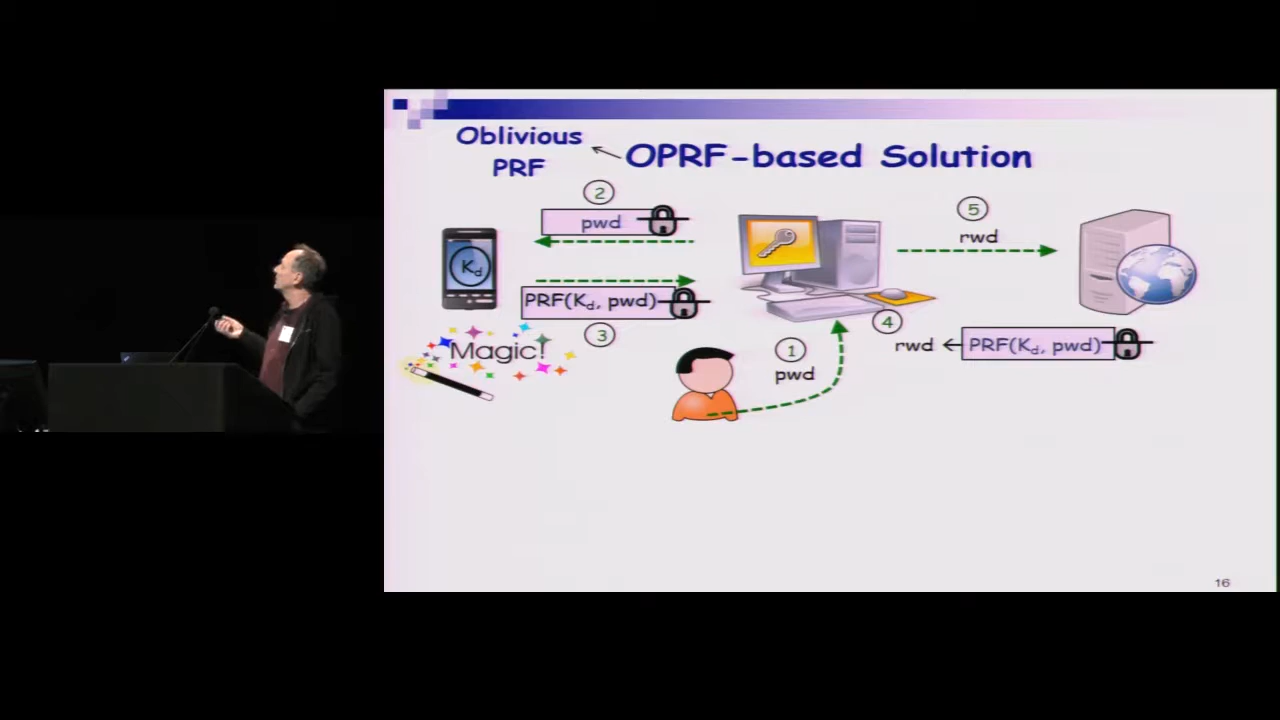 Oblivious
PRF
OPRF-based Solution
2
pwd
5
rwd
Kd
PRF(Kd, pwd)
3
Magic!
1
pwd
4
rwd ← PRF(Kd, pwd)
16